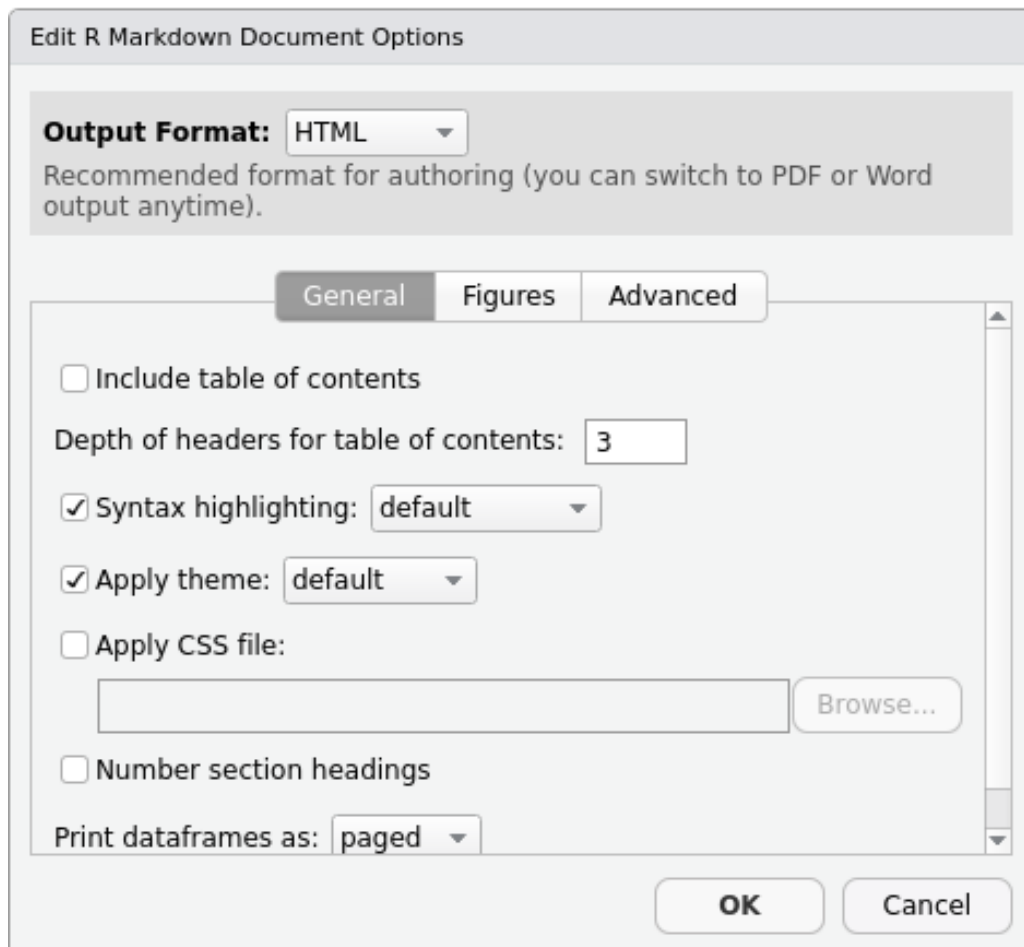 Edit R Markdown Document Options
Output Format: HTML
Recommended format for authoring (you can switch to PDF or Word
output anytime).
General Figures Advanced
Include table of contents
Depth of headers for table of contents: 3
Syntax highlighting: default
Apply theme: default
Apply CSS file:
Browse...
Number section headings
Print dataframes as: paged
OK Cancel